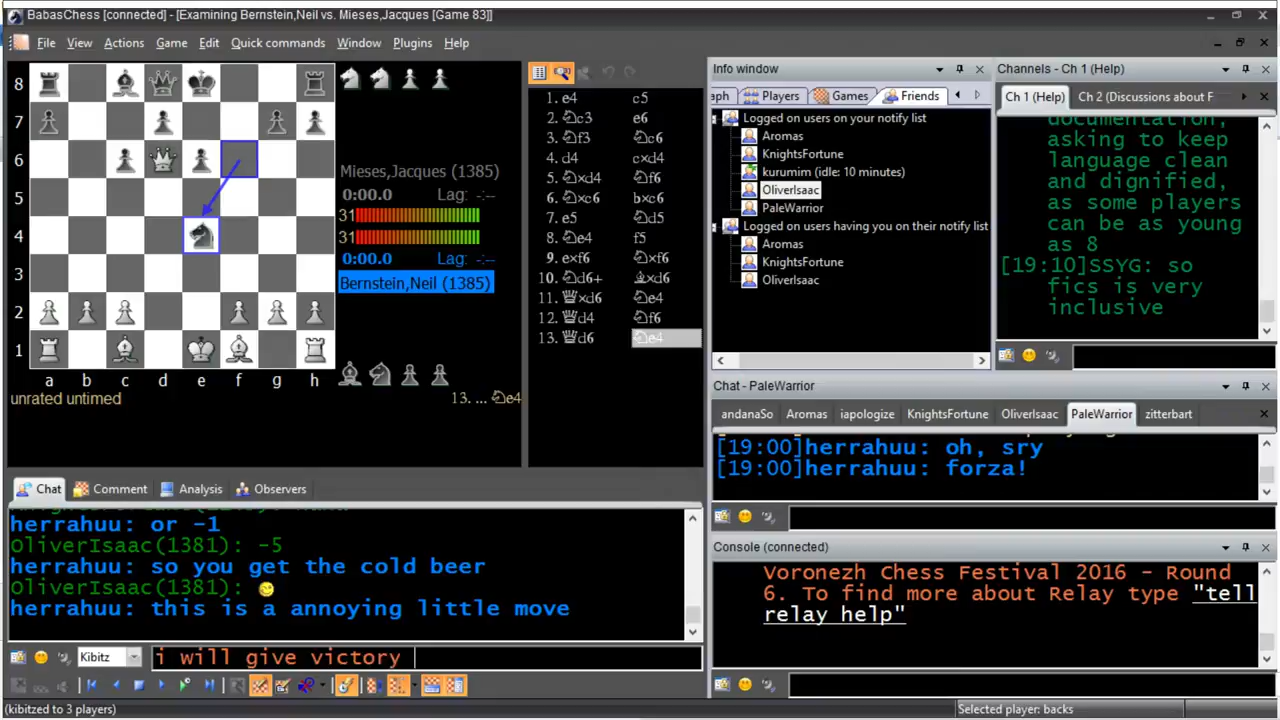 BabasChess [connected] - [Examining Bernstein,Neil vs. Mieses,Jacques [Game 83]]
File View Actions Game Edit Quick commands Window Plugins Help
8
7
6
5
4
3
2
1
a b c d e f g h
unrated untimed
13. ... ♘e4
Mieses,Jacques (1385)
0:00.0 Lag: -:--
31
31
0:00.0 Lag: -:--
Bernstein,Neil (1385)
1. e4 c5
2. ♘c3 e6
3. ♘f3 ♘c6
4. d4 c×d4
5. ♘×d4 ♘f6
6. ♘×c6 b×c6
7. e5 ♘d5
8. ♘e4 f5
9. e×f6 ♘×f6
10. ♘d6+ ♗×d6
11. ♕×d6 ♘e4
12. ♕d4 ♘f6
13. ♕d6 ♘e4
Info window
aph Players Games Friends
Logged on users on your notify list
Aromas
KnightsFortune
kurumim (idle: 10 minutes)
OliverIsaac
PaleWarrior
Logged on users having you on their notify list
Aromas
KnightsFortune
OliverIsaac
Channels - Ch 1 (Help)
Ch 1 (Help) Ch 2 (Discussions about F
documentation,
asking to keep
language clean
and dignified,
as some players
can be as young
as 8
[19:10]SSYG: so
fics is very
inclusive
Chat - PaleWarrior
andanaSo Aromas iapologize KnightsFortune OliverIsaac PaleWarrior zitterbart
[19:00]herrahuu: oh, sry
[19:00]herrahuu: forza!
Console (connected)
Voronezh Chess Festival 2016 - Round
6. To find more about Relay type "tell
relay help"
Chat Comment Analysis Observers
herrahuu: or -1
OliverIsaac(1381): -5
herrahuu: so you get the cold beer
OliverIsaac(1381):
herrahuu: this is a annoying little move
Kibitz i will give victory
(kibitzed to 3 players)
Selected player: backs